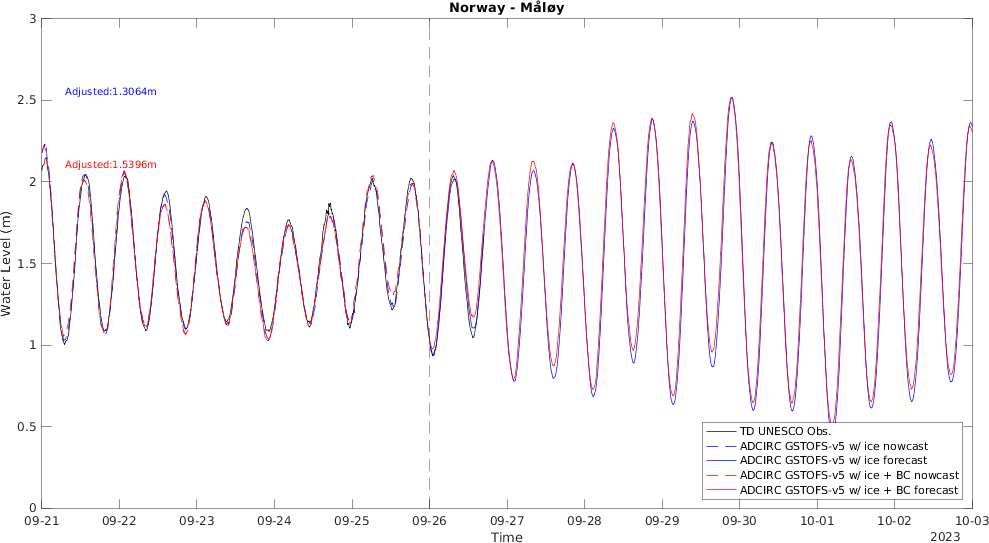 Norway - Måløy
3
Adjusted:1.3064m
2.5
Adjusted:1.5396m
2
1.5
1
0.5
0
Water Level (m)
TD UNESCO Obs.
ADCIRC GSTOFS-v5 w/ ice nowcast
ADCIRC GSTOFS-v5 w/ ice forecast
ADCIRC GSTOFS-v5 w/ ice + BC nowcast
ADCIRC GSTOFS-v5 w/ ice + BC forecast
09-21 09-22 09-23 09-24 09-25 09-26 09-27 09-28 09-29 09-30 10-01 10-02 10-03
Time
2023